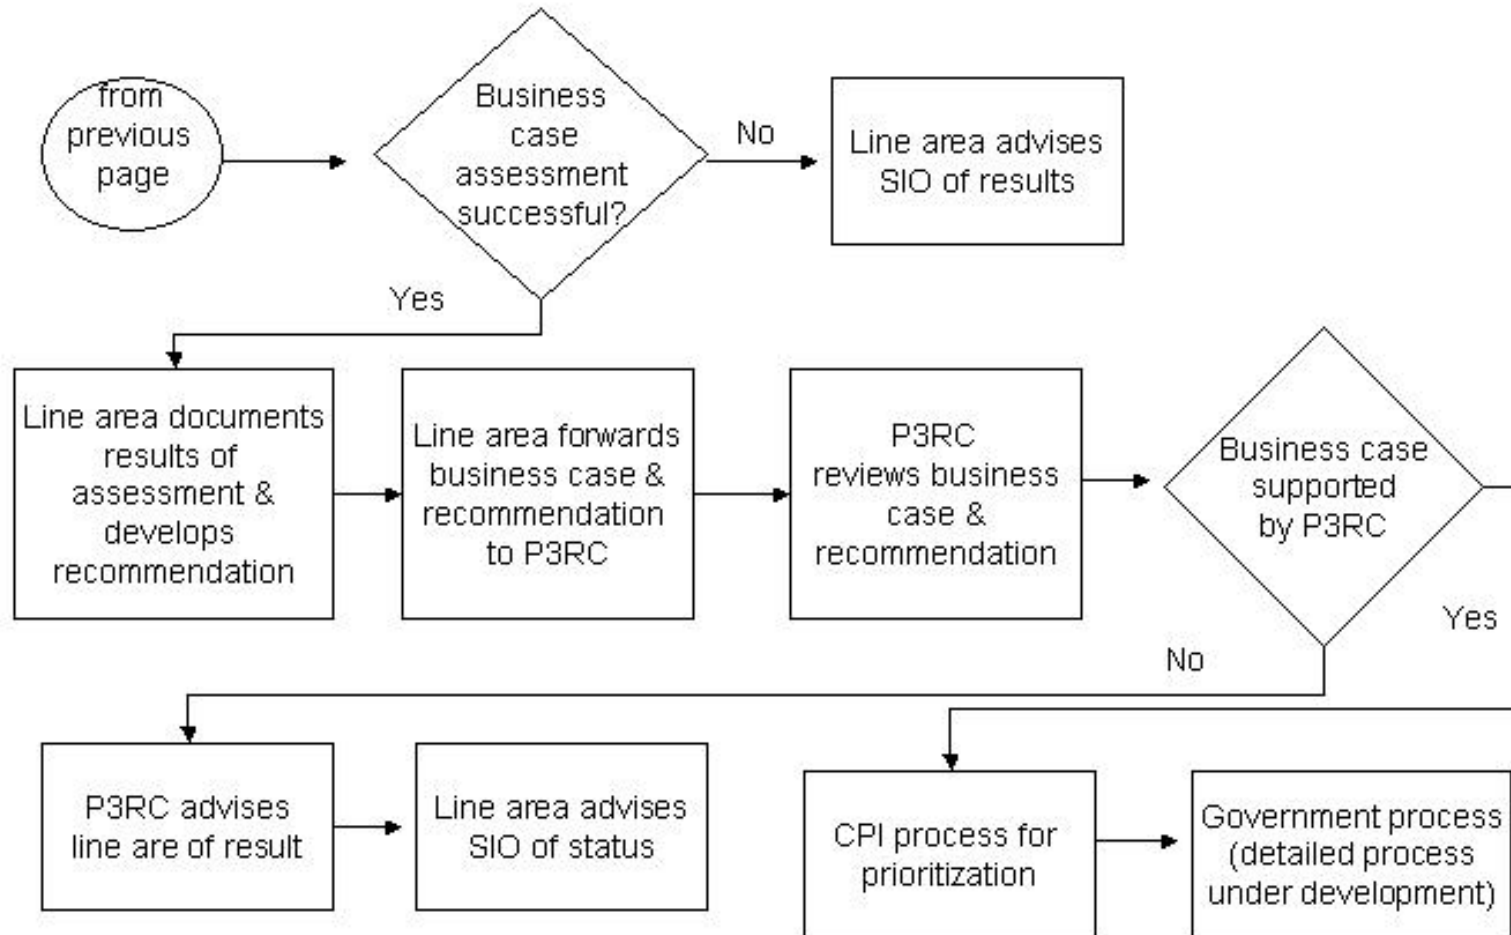 from
previous
page
Business
case
assessment
successful?
No
Line area advises
SIO of results
Yes
Line area documents
results of
assessment &
develops
recommendation
Line area forwards
business case &
recommendation
to P3RC
P3RC
reviews business
case &
recommendation
Business case
supported
by P3RC
Yes
No
P3RC advises
line are of result
Line area advises
SIO of status
CPI process for
prioritization
Government process
(detailed process
under development)